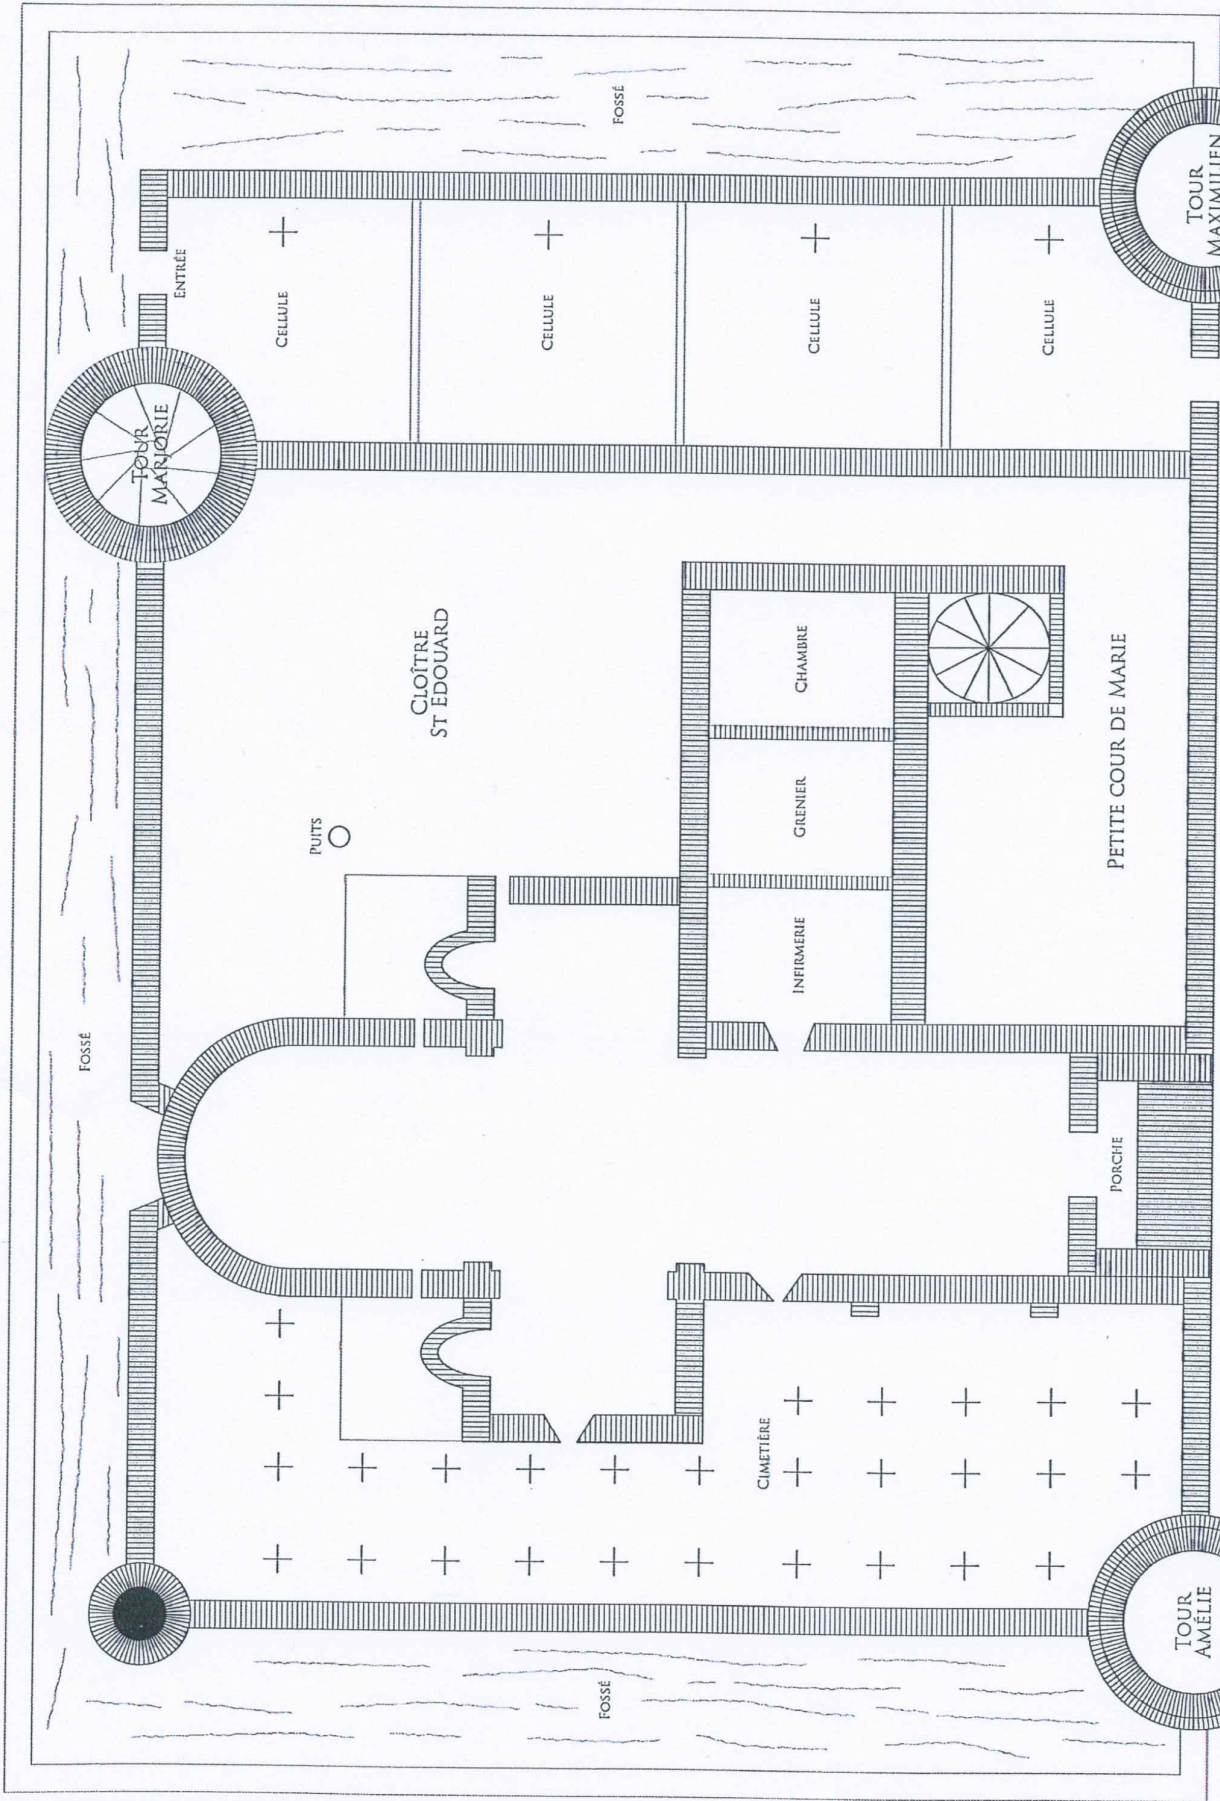 FOSSÉ
ENTRÉE
CELLULE
CELLULE
CELLULE
CELLULE
TOUR
MAXIMILIEN
TOUR
MARJORIE
CLOÎTRE
ST EDOUARD
PUITS
CHAMBRE
GRENIER
INFIRMERIE
PETITE COUR DE MARIE
FOSSÉ
PORCHE
CIMETIÈRE
TOUR
AMÉLIE
FOSSÉ